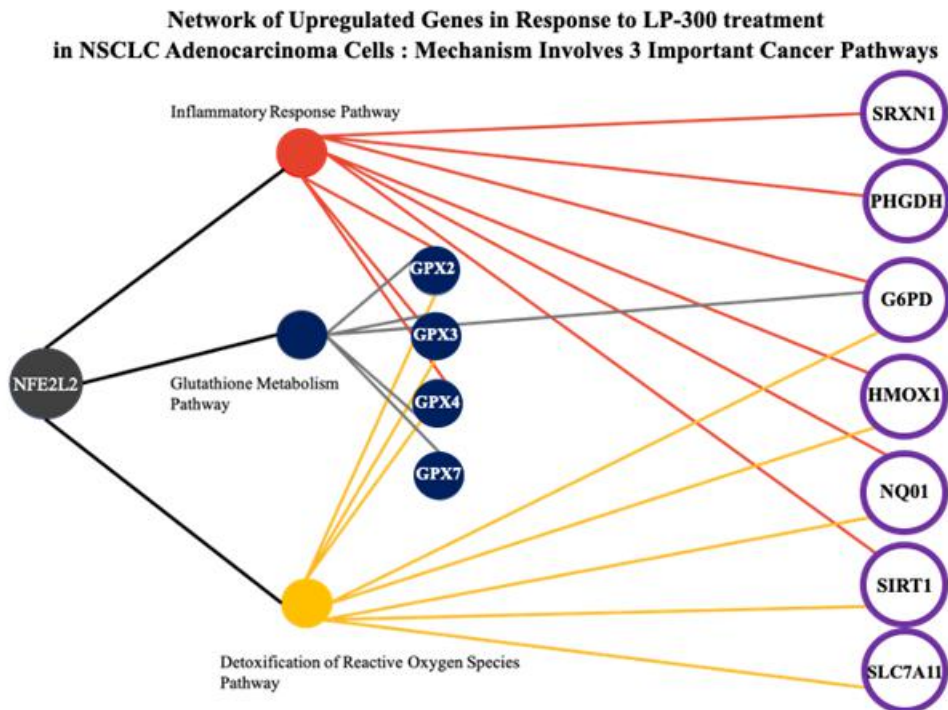 Network of Upregulated Genes in Response to LP-300 treatment
in NSCLC Adenocarcinoma Cells : Mechanism Involves 3 Important Cancer Pathways
Inflammatory Response Pathway
SRXN1
PHGDH
GPX2
G6PD
GPX3
NFE2L2
Glutathione Metabolism
Pathway
GPX4
HMOX1
GPX7
NQ01
SIRT1
Detoxification of Reactive Oxygen Species
Pathway
SLC7A11